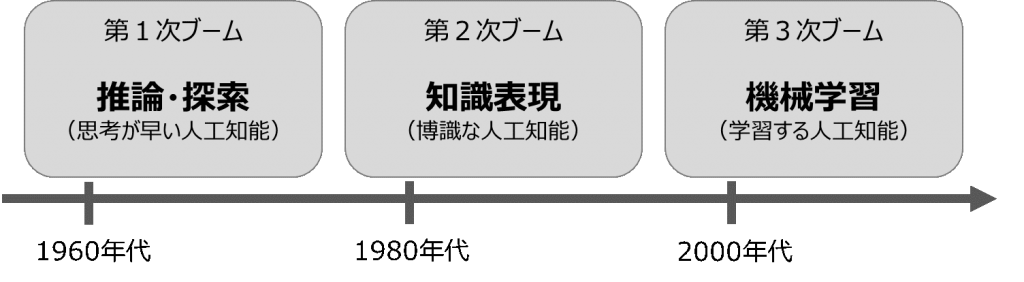 第１次ブーム
推論・探索
（思考が早い人工知能）
第２次ブーム
知識表現
（博識な人工知能）
第３次ブーム
機械学習
（学習する人工知能）
1960年代
1980年代
2000年代